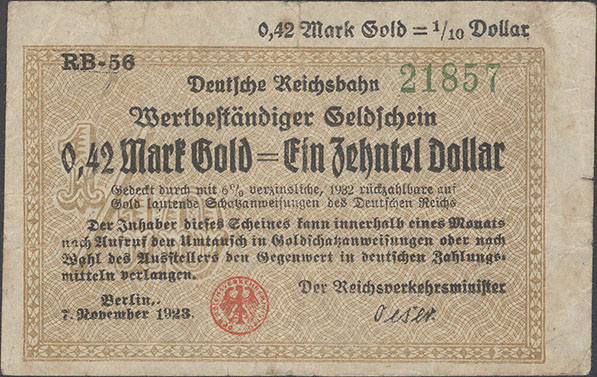 0,42 Mark Gold = 1/10 Dollar
RB-56
Deutsche Reichsbahn 21857
Wertbeständiger Geldschein
0,42 Mark Gold = Ein Zehntel Dollar
Gedeckt durch mit 6% verzinsliche, 1932 rückzahlbare auf
Gold lautende Schatzanweisungen des Deutschen Reichs
Der Inhaber dieses Scheines kann innerhalb eines Monats
nach Aufruf den Umtausch in Goldschatzanweisungen oder nach
Wahl des Ausstellers den Gegenwert in deutschen Zahlungs-
mitteln verlangen.
Der Reichsverkehrsminister
Berlin,
7. November 1923.
Oeser